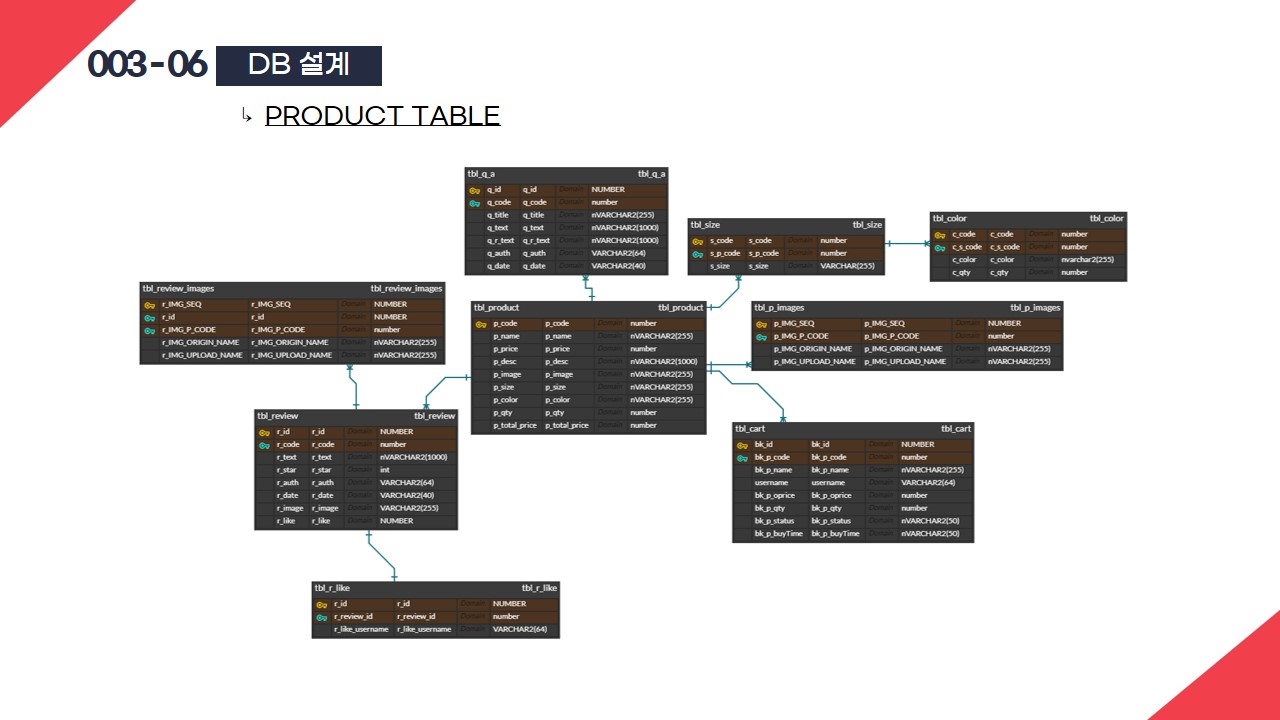 003-06 DB 설계
↳ PRODUCT TABLE
tbl_q_a tbl_q_a
q_id q_id Domain NUMBER
q_code q_code Domain number
q_title q_title Domain nVARCHAR2(255)
q_text q_text Domain nVARCHAR2(1000)
q_r_text q_r_text Domain nVARCHAR2(1000)
q_auth q_auth Domain VARCHAR2(64)
q_date q_date Domain VARCHAR2(40)
tbl_size tbl_size
s_code s_code Domain number
s_p_code s_p_code Domain number
s_size s_size Domain VARCHAR(255)
tbl_color tbl_color
c_code c_code Domain number
c_s_code c_s_code Domain number
c_color c_color Domain nvarchar2(255)
c_qty c_qty Domain number
tbl_review_images tbl_review_images
r_IMG_SEQ r_IMG_SEQ Domain NUMBER
r_id r_id Domain NUMBER
r_IMG_P_CODE r_IMG_P_CODE Domain number
r_IMG_ORIGIN_NAME r_IMG_ORIGIN_NAME Domain nVARCHAR2(255)
r_IMG_UPLOAD_NAME r_IMG_UPLOAD_NAME Domain nVARCHAR2(255)
tbl_product tbl_product
p_code p_code Domain number
p_name p_name Domain nVARCHAR2(255)
p_price p_price Domain number
p_desc p_desc Domain nVARCHAR2(1000)
p_image p_image Domain nVARCHAR2(255)
p_size p_size Domain nVARCHAR2(255)
p_color p_color Domain nVARCHAR2(255)
p_qty p_qty Domain number
p_total_price p_total_price Domain number
tbl_p_images tbl_p_images
p_IMG_SEQ p_IMG_SEQ Domain NUMBER
p_IMG_P_CODE p_IMG_P_CODE Domain number
p_IMG_ORIGIN_NAME p_IMG_ORIGIN_NAME Domain nVARCHAR2(255)
p_IMG_UPLOAD_NAME p_IMG_UPLOAD_NAME Domain nVARCHAR2(255)
tbl_review tbl_review
r_id r_id Domain NUMBER
r_code r_code Domain number
r_text r_text Domain nVARCHAR2(1000)
r_star r_star Domain int
r_auth r_auth Domain VARCHAR2(64)
r_date r_date Domain VARCHAR2(40)
r_image r_image Domain VARCHAR2(255)
r_like r_like Domain NUMBER
tbl_cart tbl_cart
bk_id bk_id Domain NUMBER
bk_p_code bk_p_code Domain number
bk_p_name bk_p_name Domain nVARCHAR2(255)
username username Domain VARCHAR2(64)
bk_p_oprice bk_p_oprice Domain number
bk_p_qty bk_p_qty Domain number
bk_p_status bk_p_status Domain nVARCHAR2(50)
bk_p_buyTime bk_p_buyTime Domain nVARCHAR2(50)
tbl_r_like tbl_r_like
r_id r_id Domain NUMBER
r_review_id r_review_id Domain number
r_like_username r_like_username Domain VARCHAR2(64)